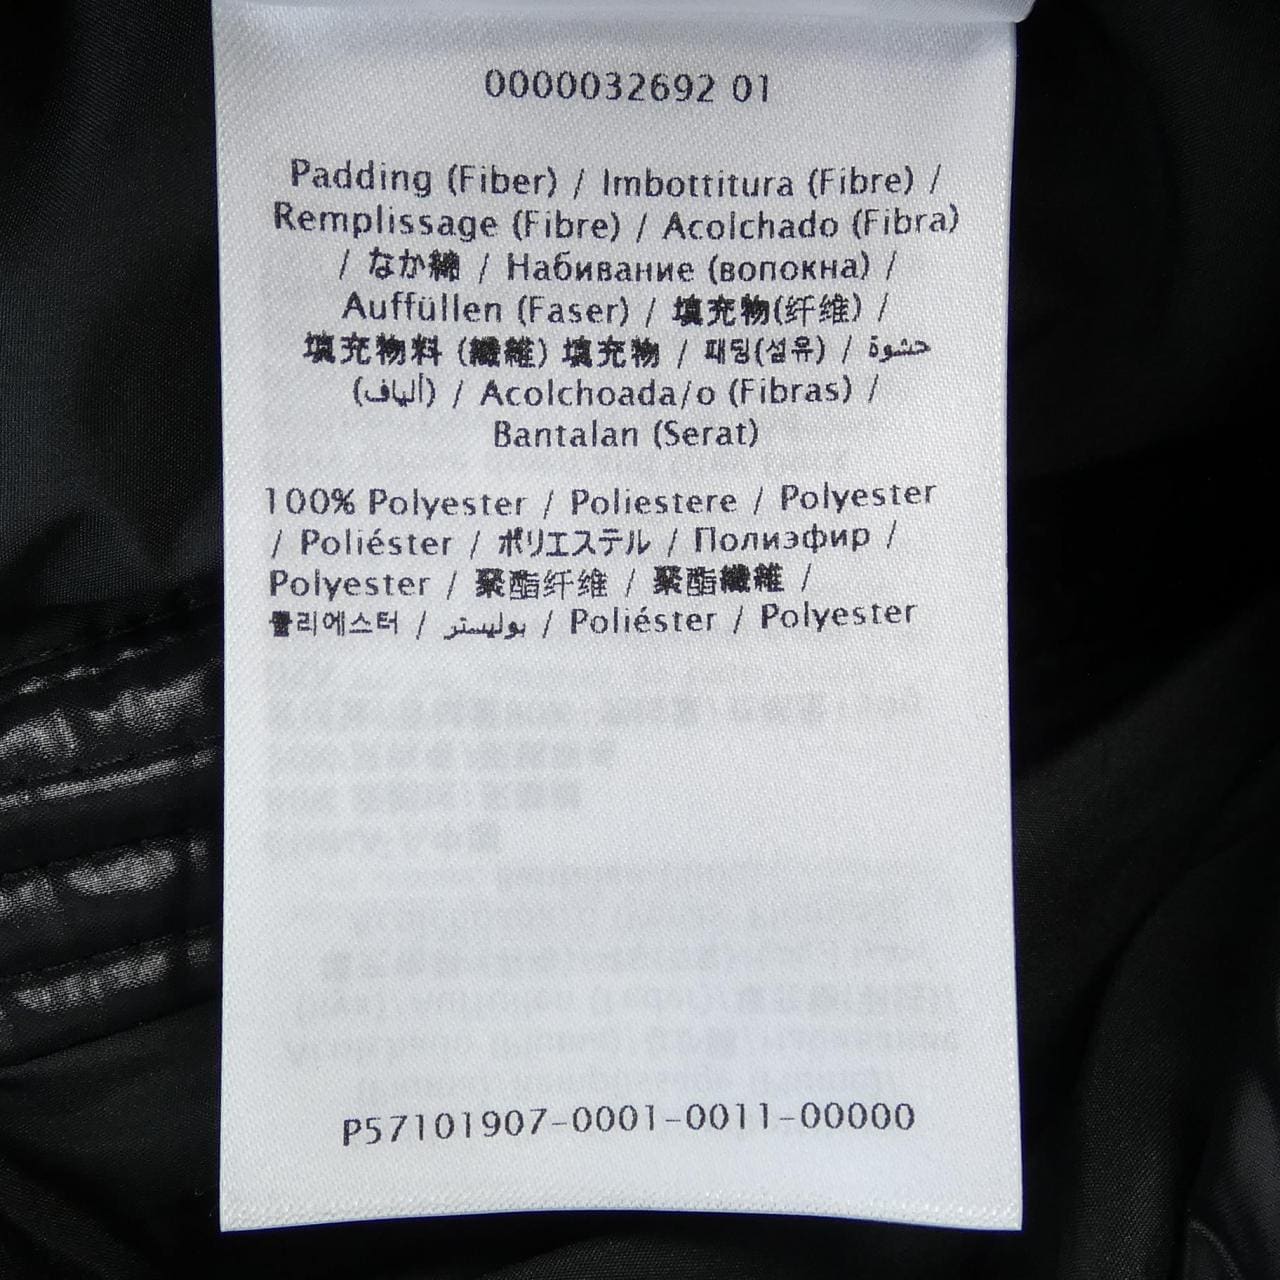 0000032692 01
Padding (Fiber) / Imbottitura (Fibre) /
Remplissage (Fibre) / Acolchado (Fibra)
/ なか綿 / Набивание (вопокна) /
Auffüllen (Faser) / 填充物(纤维) /
填充物料 (纖維) 填充物 / 패딩(섬유) / حشوة
(ألياف) / Acolchoada/o (Fibras) /
Bantalan (Serat)
100% Polyester / Poliestere / Polyester
/ Poliéster / ポリエステル / Полиэфир /
Polyester / 聚酯纤维 / 聚酯纖維 /
폴리에스터 / بوليستر / Poliéster / Polyester
P57101907-0001-0011-00000